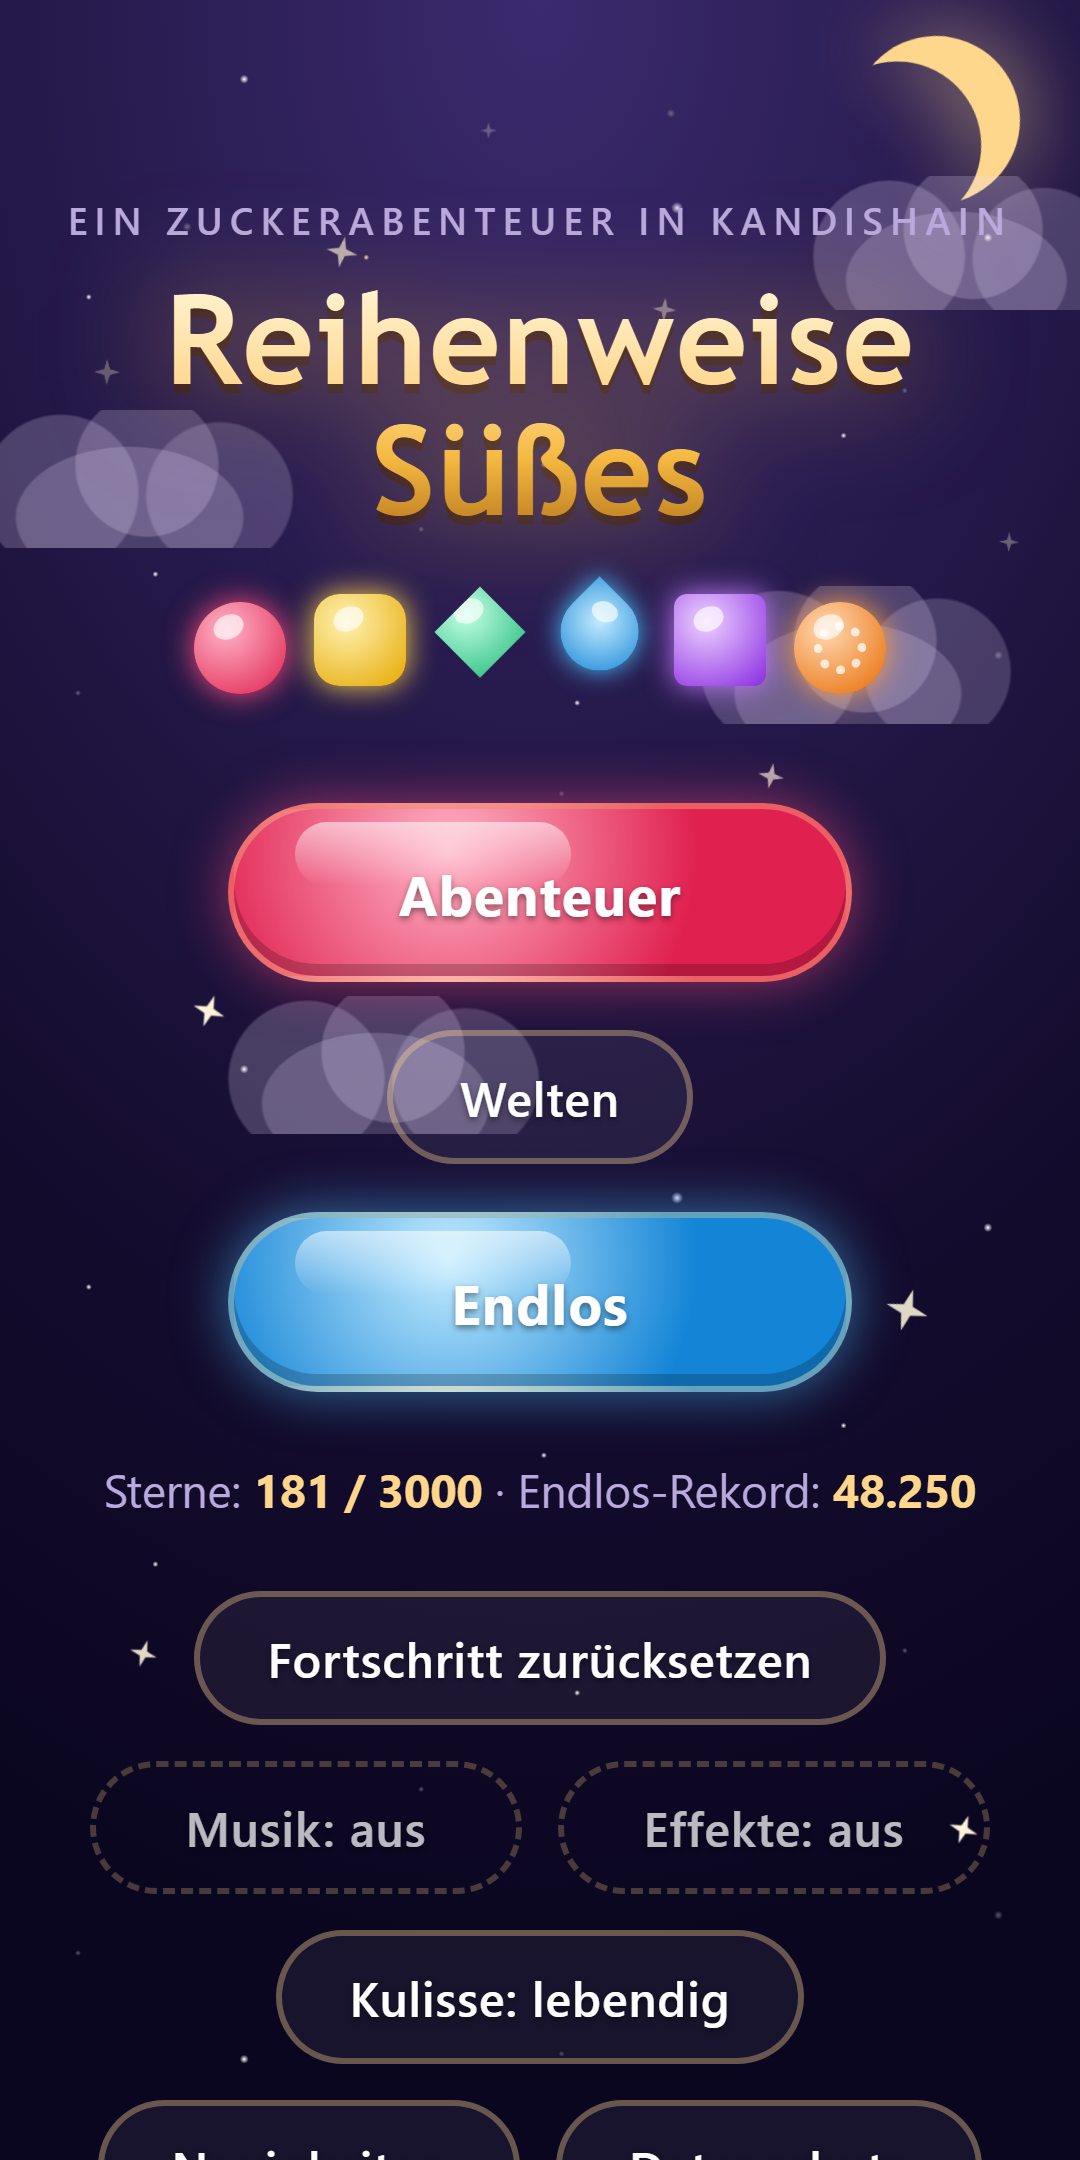 EIN ZUCKERABENTEUER IN KANDISHAIN
Reihenweise
Süßes
Abenteuer
Welten
Endlos
Sterne: 181 / 3000 · Endlos-Rekord: 48.250
Fortschritt zurücksetzen
Musik: aus
Effekte: aus
Kulisse: lebendig